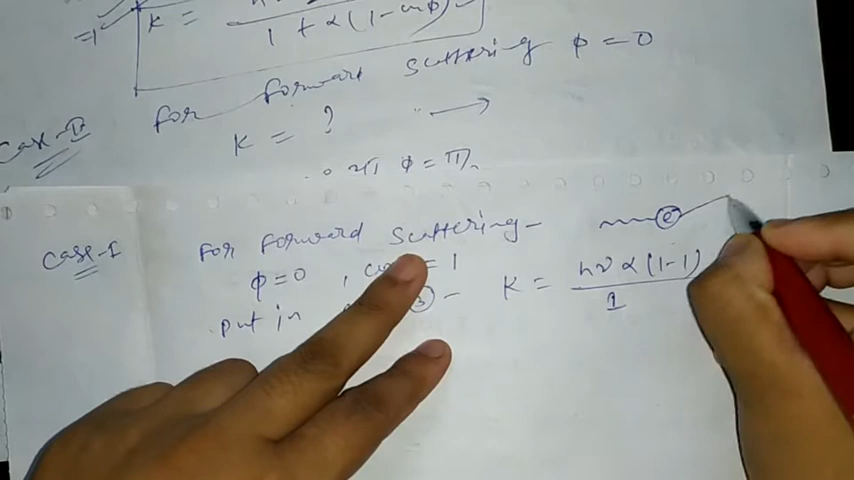 =) K =
1 + α(1 - cosφ)
for forward scattering φ = 0
Case-II
K = ?
φ = π
Case-I for forward scattering -
φ = 0 , = 1
put in (3) - K = hν α(1-1) / 1
e